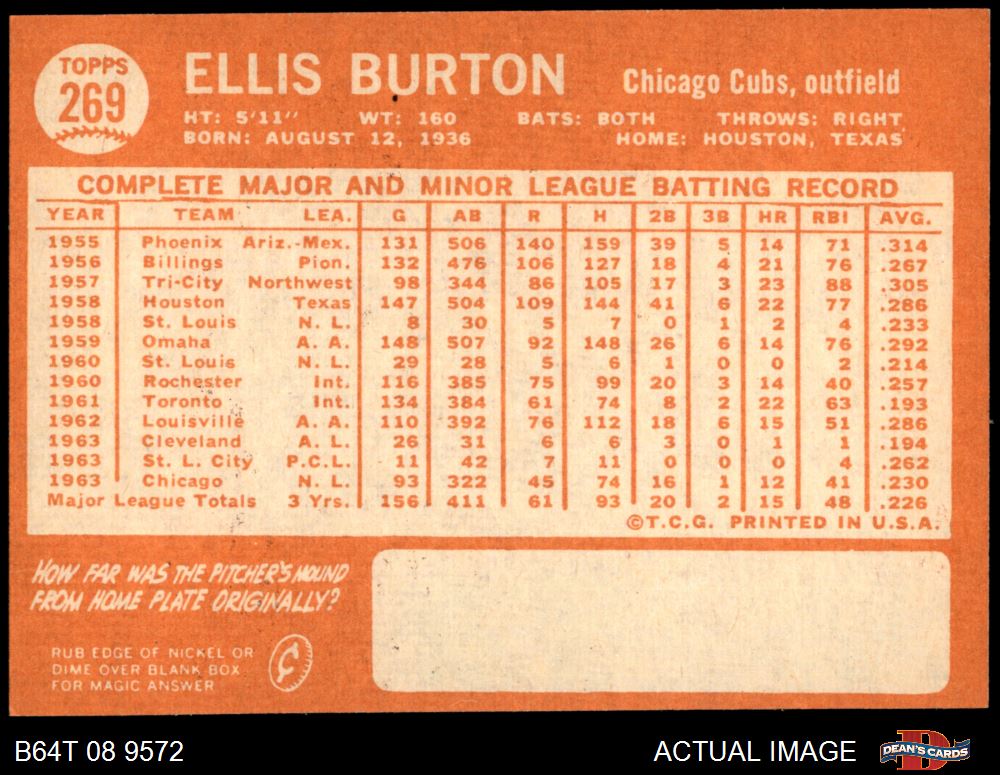 TOPPS
269
ELLIS BURTON
Chicago Cubs, outfield
HT: 5'11" WT: 160 BATS: BOTH THROWS: RIGHT
BORN: AUGUST 12, 1936 HOME: HOUSTON, TEXAS
COMPLETE MAJOR AND MINOR LEAGUE BATTING RECORD
YEAR TEAM LEA. G AB R H 2B 3B HR RBI AVG.
1955 Phoenix Ariz.-Mex. 131 506 140 159 39 5 14 71 .314
1956 Billings Pion. 132 476 106 127 18 4 21 76 .267
1957 Tri-City Northwest 98 344 86 105 17 3 23 88 .305
1958 Houston Texas 147 504 109 144 41 6 22 77 .286
1958 St. Louis N. L. 8 30 5 7 0 1 2 4 .233
1959 Omaha A. A. 148 507 92 148 26 6 14 76 .292
1960 St. Louis N. L. 29 28 5 6 1 0 0 2 .214
1960 Rochester Int. 116 385 75 99 20 3 14 40 .257
1961 Toronto Int. 134 384 61 74 8 2 22 63 .193
1962 Louisville A. A. 110 392 76 112 18 6 15 51 .286
1963 Cleveland A. L. 26 31 6 6 3 0 1 1 .194
1963 St. L. City P.C.L. 11 42 7 11 0 0 0 4 .262
1963 Chicago N. L. 93 322 45 74 16 1 12 41 .230
Major League Totals 3 Yrs. 156 411 61 93 20 2 15 48 .226
©T.C.G. PRINTED IN U.S.A.
HOW FAR WAS THE PITCHER'S MOUND
FROM HOME PLATE ORIGINALLY?
RUB EDGE OF NICKEL OR
DIME OVER BLANK BOX
FOR MAGIC ANSWER
¢
B64T 08 9572
ACTUAL IMAGE
D
DEAN'S CARDS